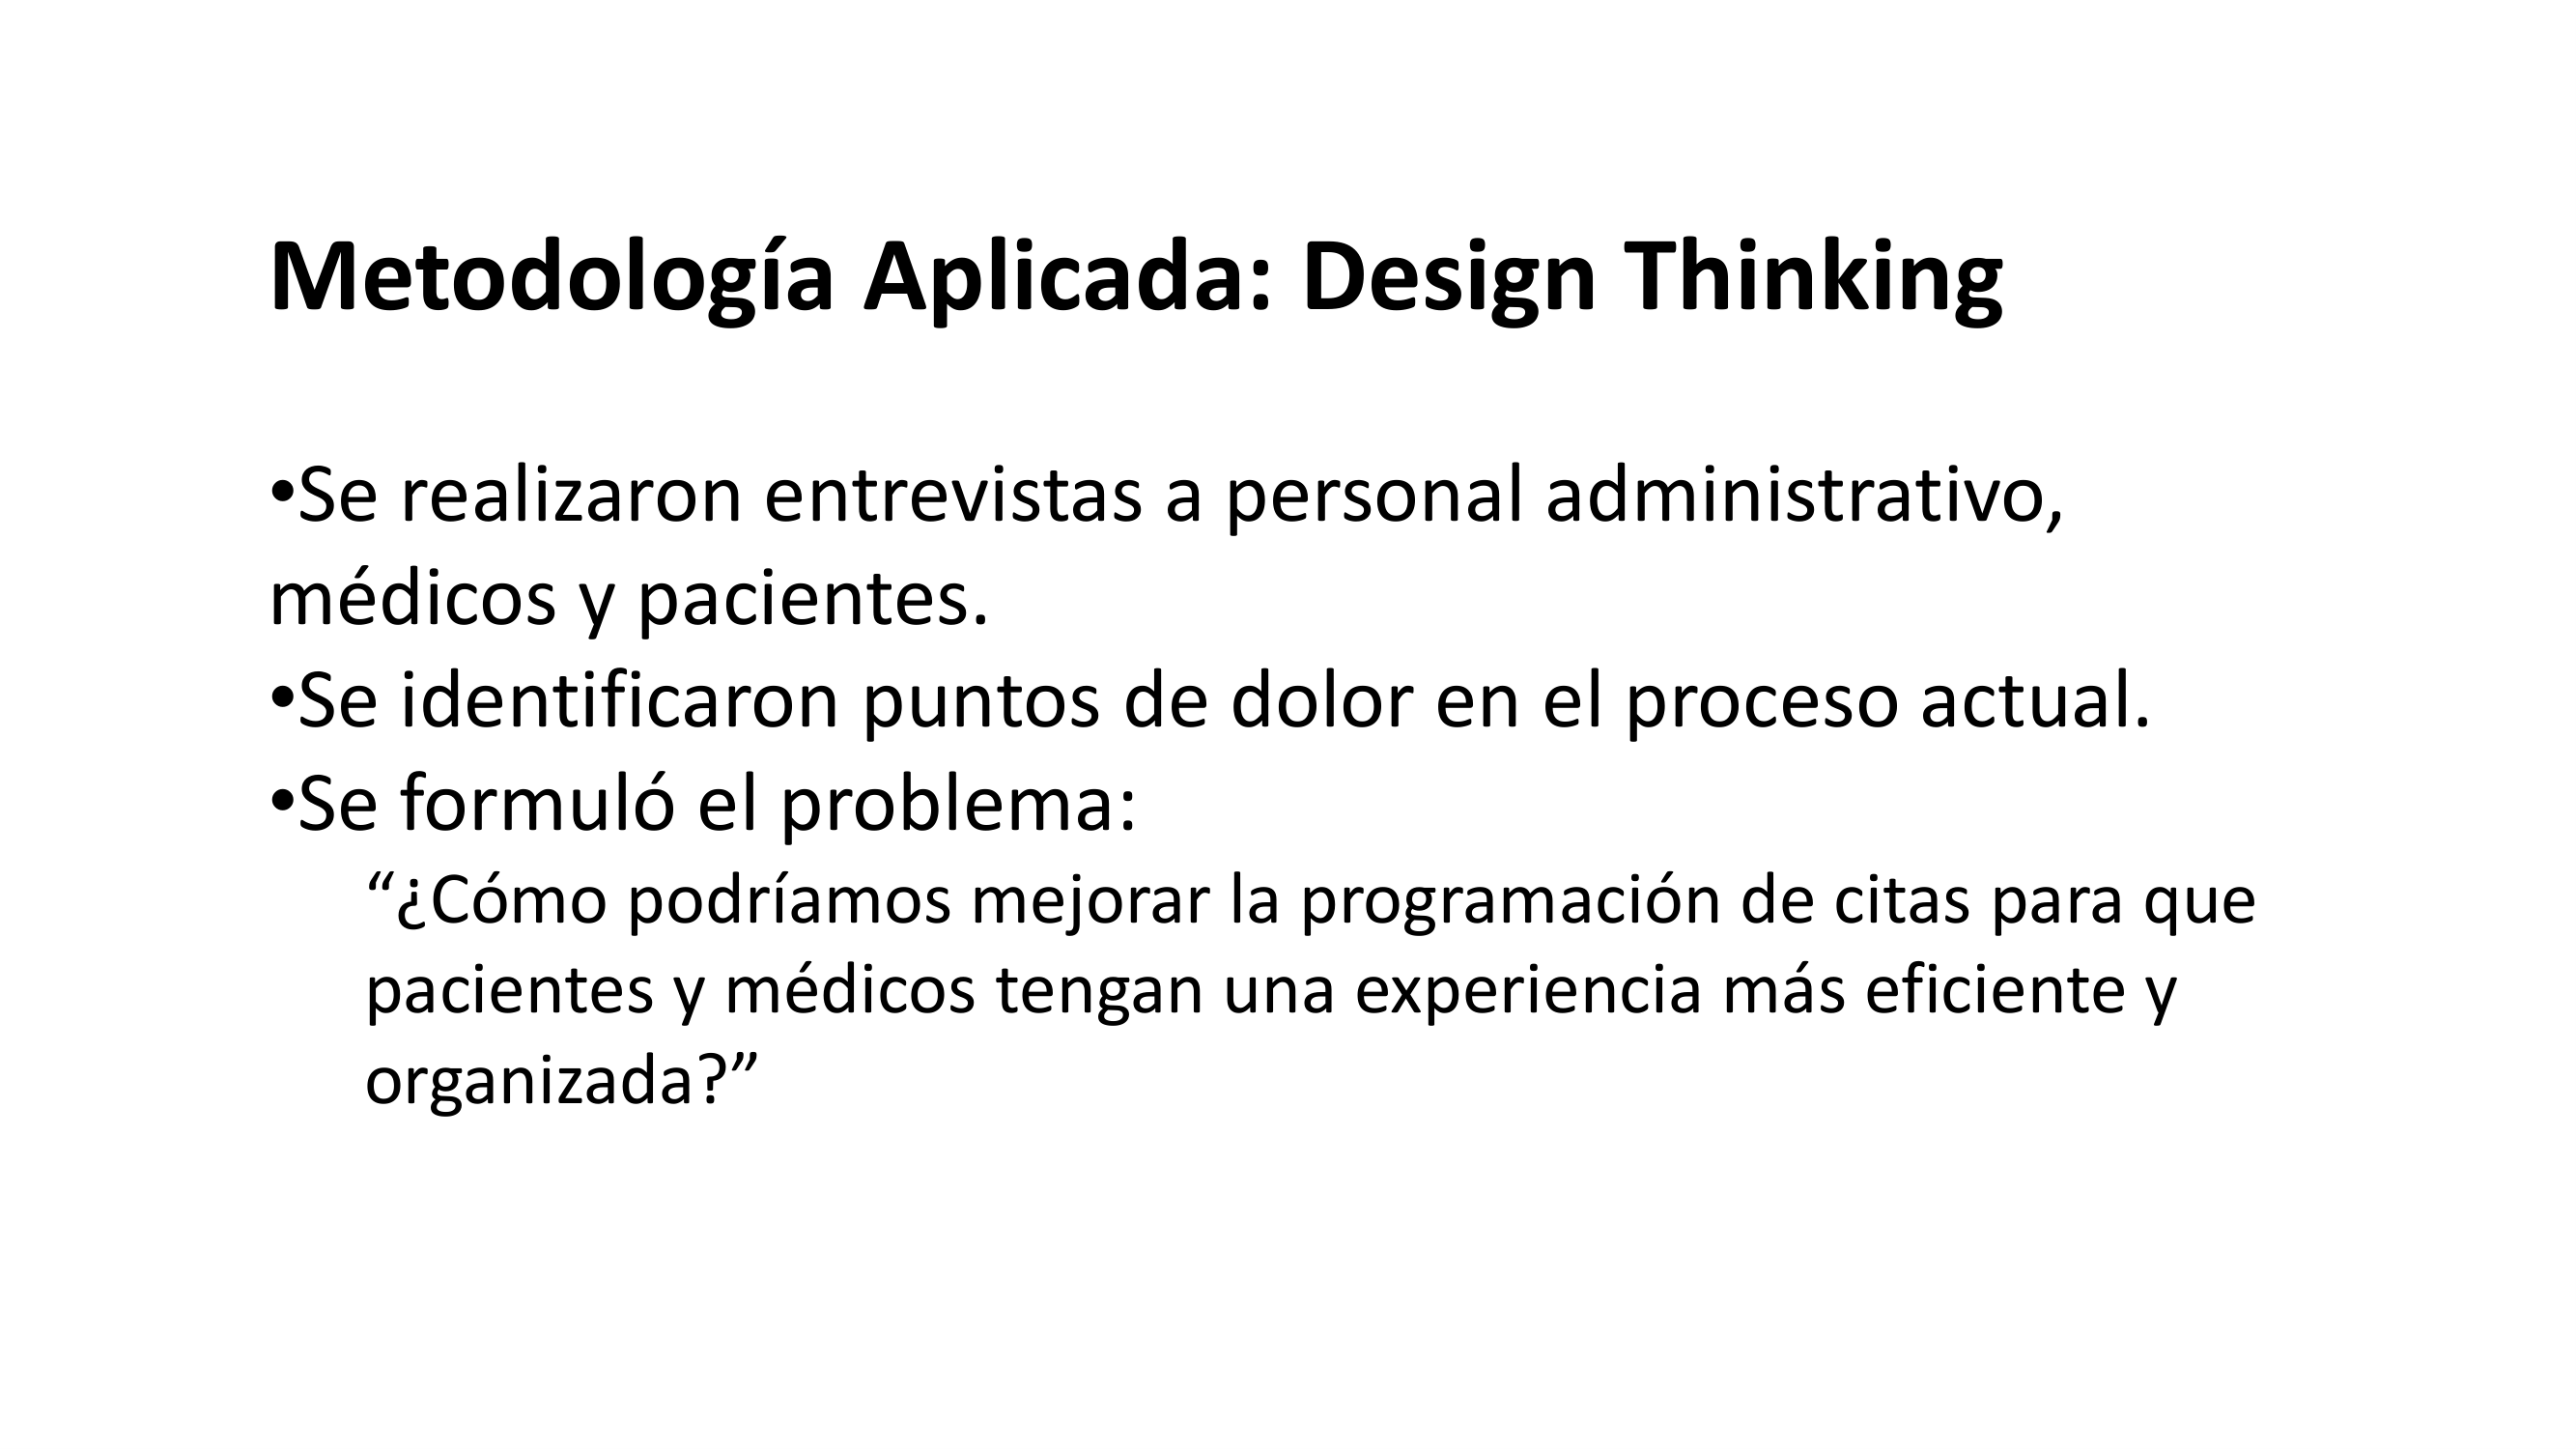 Metodología Aplicada: Design Thinking
•Se realizaron entrevistas a personal administrativo,
médicos y pacientes.
•Se identificaron puntos de dolor en el proceso actual.
•Se formuló el problema:
“¿Cómo podríamos mejorar la programación de citas para que
pacientes y médicos tengan una experiencia más eficiente y
organizada?”